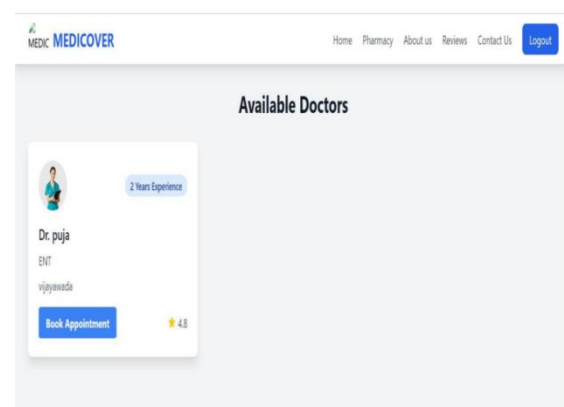 MEDIC MEDICOVER Home Pharmacy About us Reviews Contact Us Logout
Available Doctors
2 Years Experience
Dr. puja
ENT
vijayawada
Book Appointment ★ 4.8